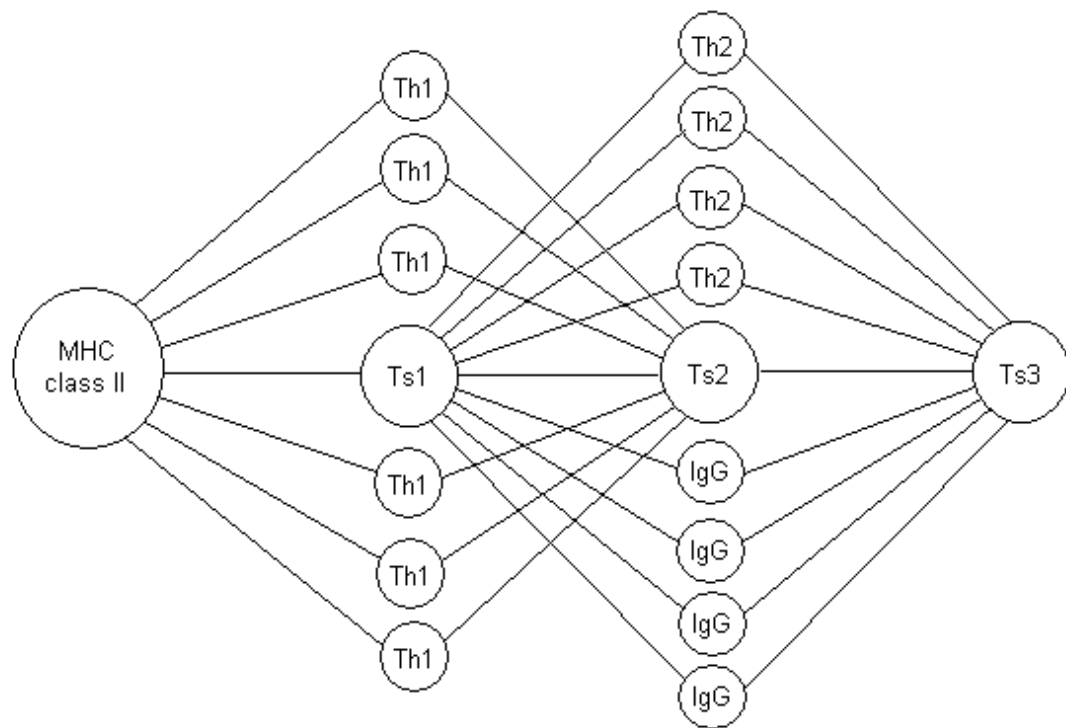 MHC
class II
Th1
Th1
Th1
Ts1
Th1
Th1
Th1
Th2
Th2
Th2
Th2
Ts2
IgG
IgG
IgG
IgG
Ts3